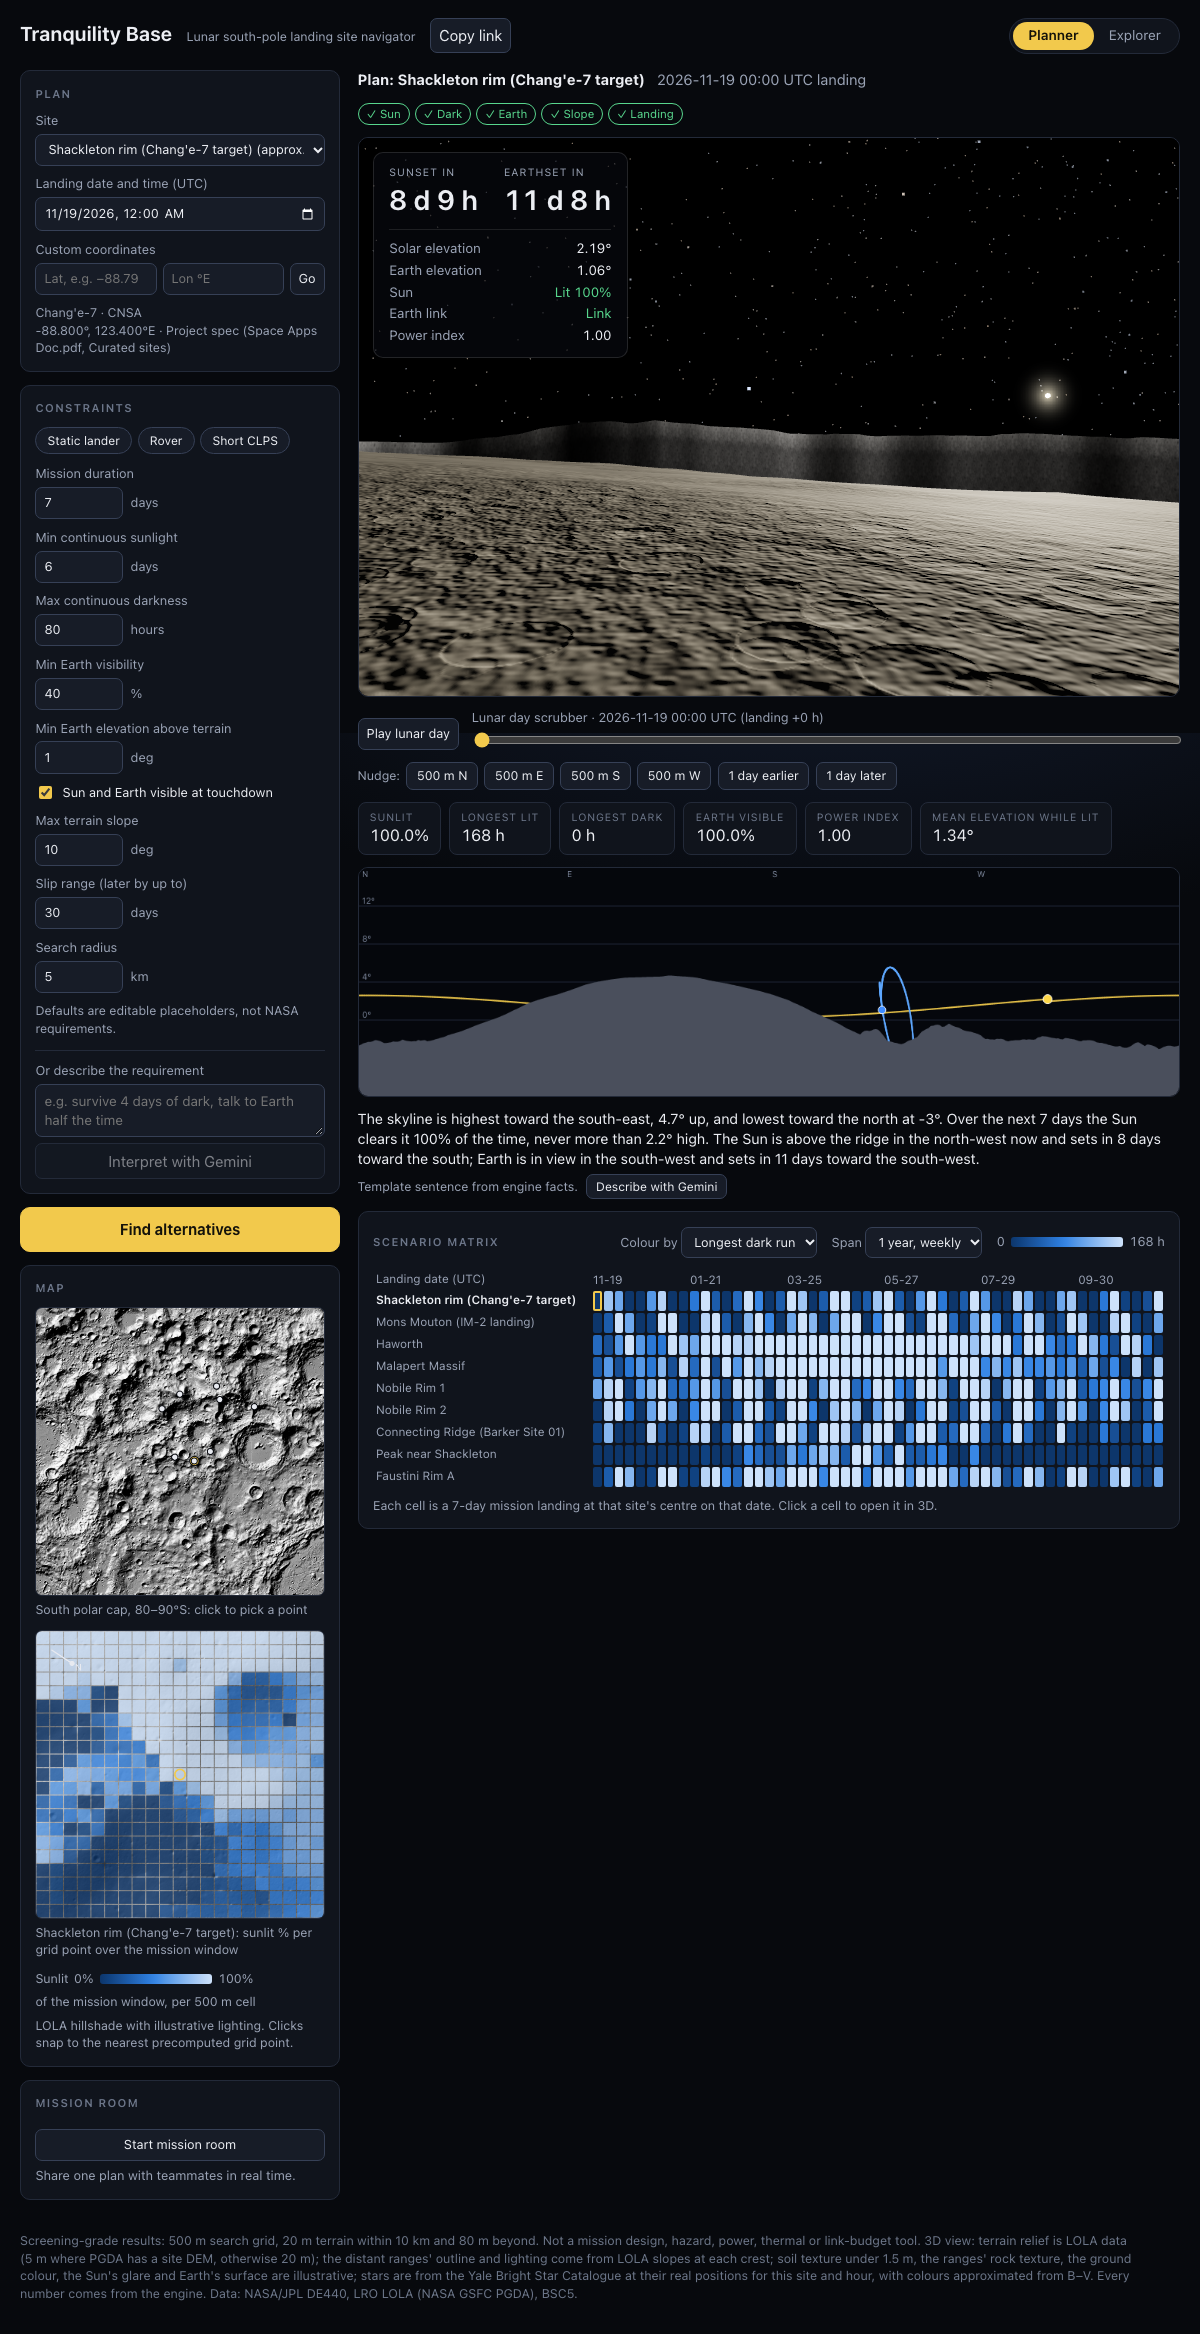 Tranquility Base
Lunar south-pole landing site navigator
Copy link
Planner
Explorer
PLAN
Site
Shackleton rim (Chang'e-7 target) (approx.
Landing date and time (UTC)
11/19/2026, 12:00 AM
Custom coordinates
Lat, e.g. −88.79
Lon °E
Go
Chang'e-7 · CNSA
-88.800°, 123.400°E · Project spec (Space Apps
Doc.pdf, Curated sites)
CONSTRAINTS
Static lander
Rover
Short CLPS
Mission duration
7 days
Min continuous sunlight
6 days
Max continuous darkness
80 hours
Min Earth visibility
40 %
Min Earth elevation above terrain
1 deg
Sun and Earth visible at touchdown
Max terrain slope
10 deg
Slip range (later by up to)
30 days
Search radius
5 km
Defaults are editable placeholders, not NASA
requirements.
Or describe the requirement
e.g. survive 4 days of dark, talk to Earth
half the time
Interpret with Gemini
Find alternatives
MAP
South polar cap, 80–90°S: click to pick a point
Shackleton rim (Chang'e-7 target): sunlit % per
grid point over the mission window
Sunlit 0% 100%
of the mission window, per 500 m cell
LOLA hillshade with illustrative lighting. Clicks
snap to the nearest precomputed grid point.
MISSION ROOM
Start mission room
Share one plan with teammates in real time.
Plan: Shackleton rim (Chang'e-7 target) 2026-11-19 00:00 UTC landing
✓ Sun
✓ Dark
✓ Earth
✓ Slope
✓ Landing
SUNSET IN
8 d 9 h
EARTHSET IN
11 d 8 h
Solar elevation 2.19°
Earth elevation 1.06°
Sun Lit 100%
Earth link Link
Power index 1.00
Play lunar day
Lunar day scrubber · 2026-11-19 00:00 UTC (landing +0 h)
Nudge:
500 m N
500 m E
500 m S
500 m W
1 day earlier
1 day later
SUNLIT
100.0%
LONGEST LIT
168 h
LONGEST DARK
0 h
EARTH VISIBLE
100.0%
POWER INDEX
1.00
MEAN ELEVATION WHILE LIT
1.34°
N E S W
12°
8°
4°
0°
The skyline is highest toward the south-east, 4.7° up, and lowest toward the north at -3°. Over the next 7 days the Sun
clears it 100% of the time, never more than 2.2° high. The Sun is above the ridge in the north-west now and sets in 8 days
toward the south; Earth is in view in the south-west and sets in 11 days toward the south-west.
Template sentence from engine facts.
Describe with Gemini
SCENARIO MATRIX
Colour by Longest dark run
Span 1 year, weekly
0 168 h
Landing date (UTC) 11-19 01-21 03-25 05-27 07-29 09-30
Shackleton rim (Chang'e-7 target)
Mons Mouton (IM-2 landing)
Haworth
Malapert Massif
Nobile Rim 1
Nobile Rim 2
Connecting Ridge (Barker Site 01)
Peak near Shackleton
Faustini Rim A
Each cell is a 7-day mission landing at that site's centre on that date. Click a cell to open it in 3D.
Screening-grade results: 500 m search grid, 20 m terrain within 10 km and 80 m beyond. Not a mission design, hazard, power, thermal or link-budget tool. 3D view: terrain relief is LOLA data
(5 m where PGDA has a site DEM, otherwise 20 m); the distant ranges' outline and lighting come from LOLA slopes at each crest; soil texture under 1.5 m, the ranges' rock texture, the ground
colour, the Sun's glare and Earth's surface are illustrative; stars are from the Yale Bright Star Catalogue at their real positions for this site and hour, with colours approximated from B−V. Every
number comes from the engine. Data: NASA/JPL DE440, LRO LOLA (NASA GSFC PGDA), BSC5.